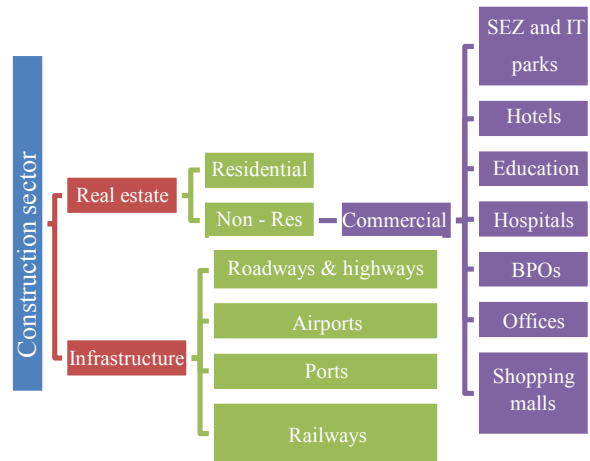 Construction sector
Real estate
Infrastructure
Residential
Non - Res
Roadways & highways
Airports
Ports
Railways
Commercial
SEZ and IT
parks
Hotels
Education
Hospitals
BPOs
Offices
Shopping
malls